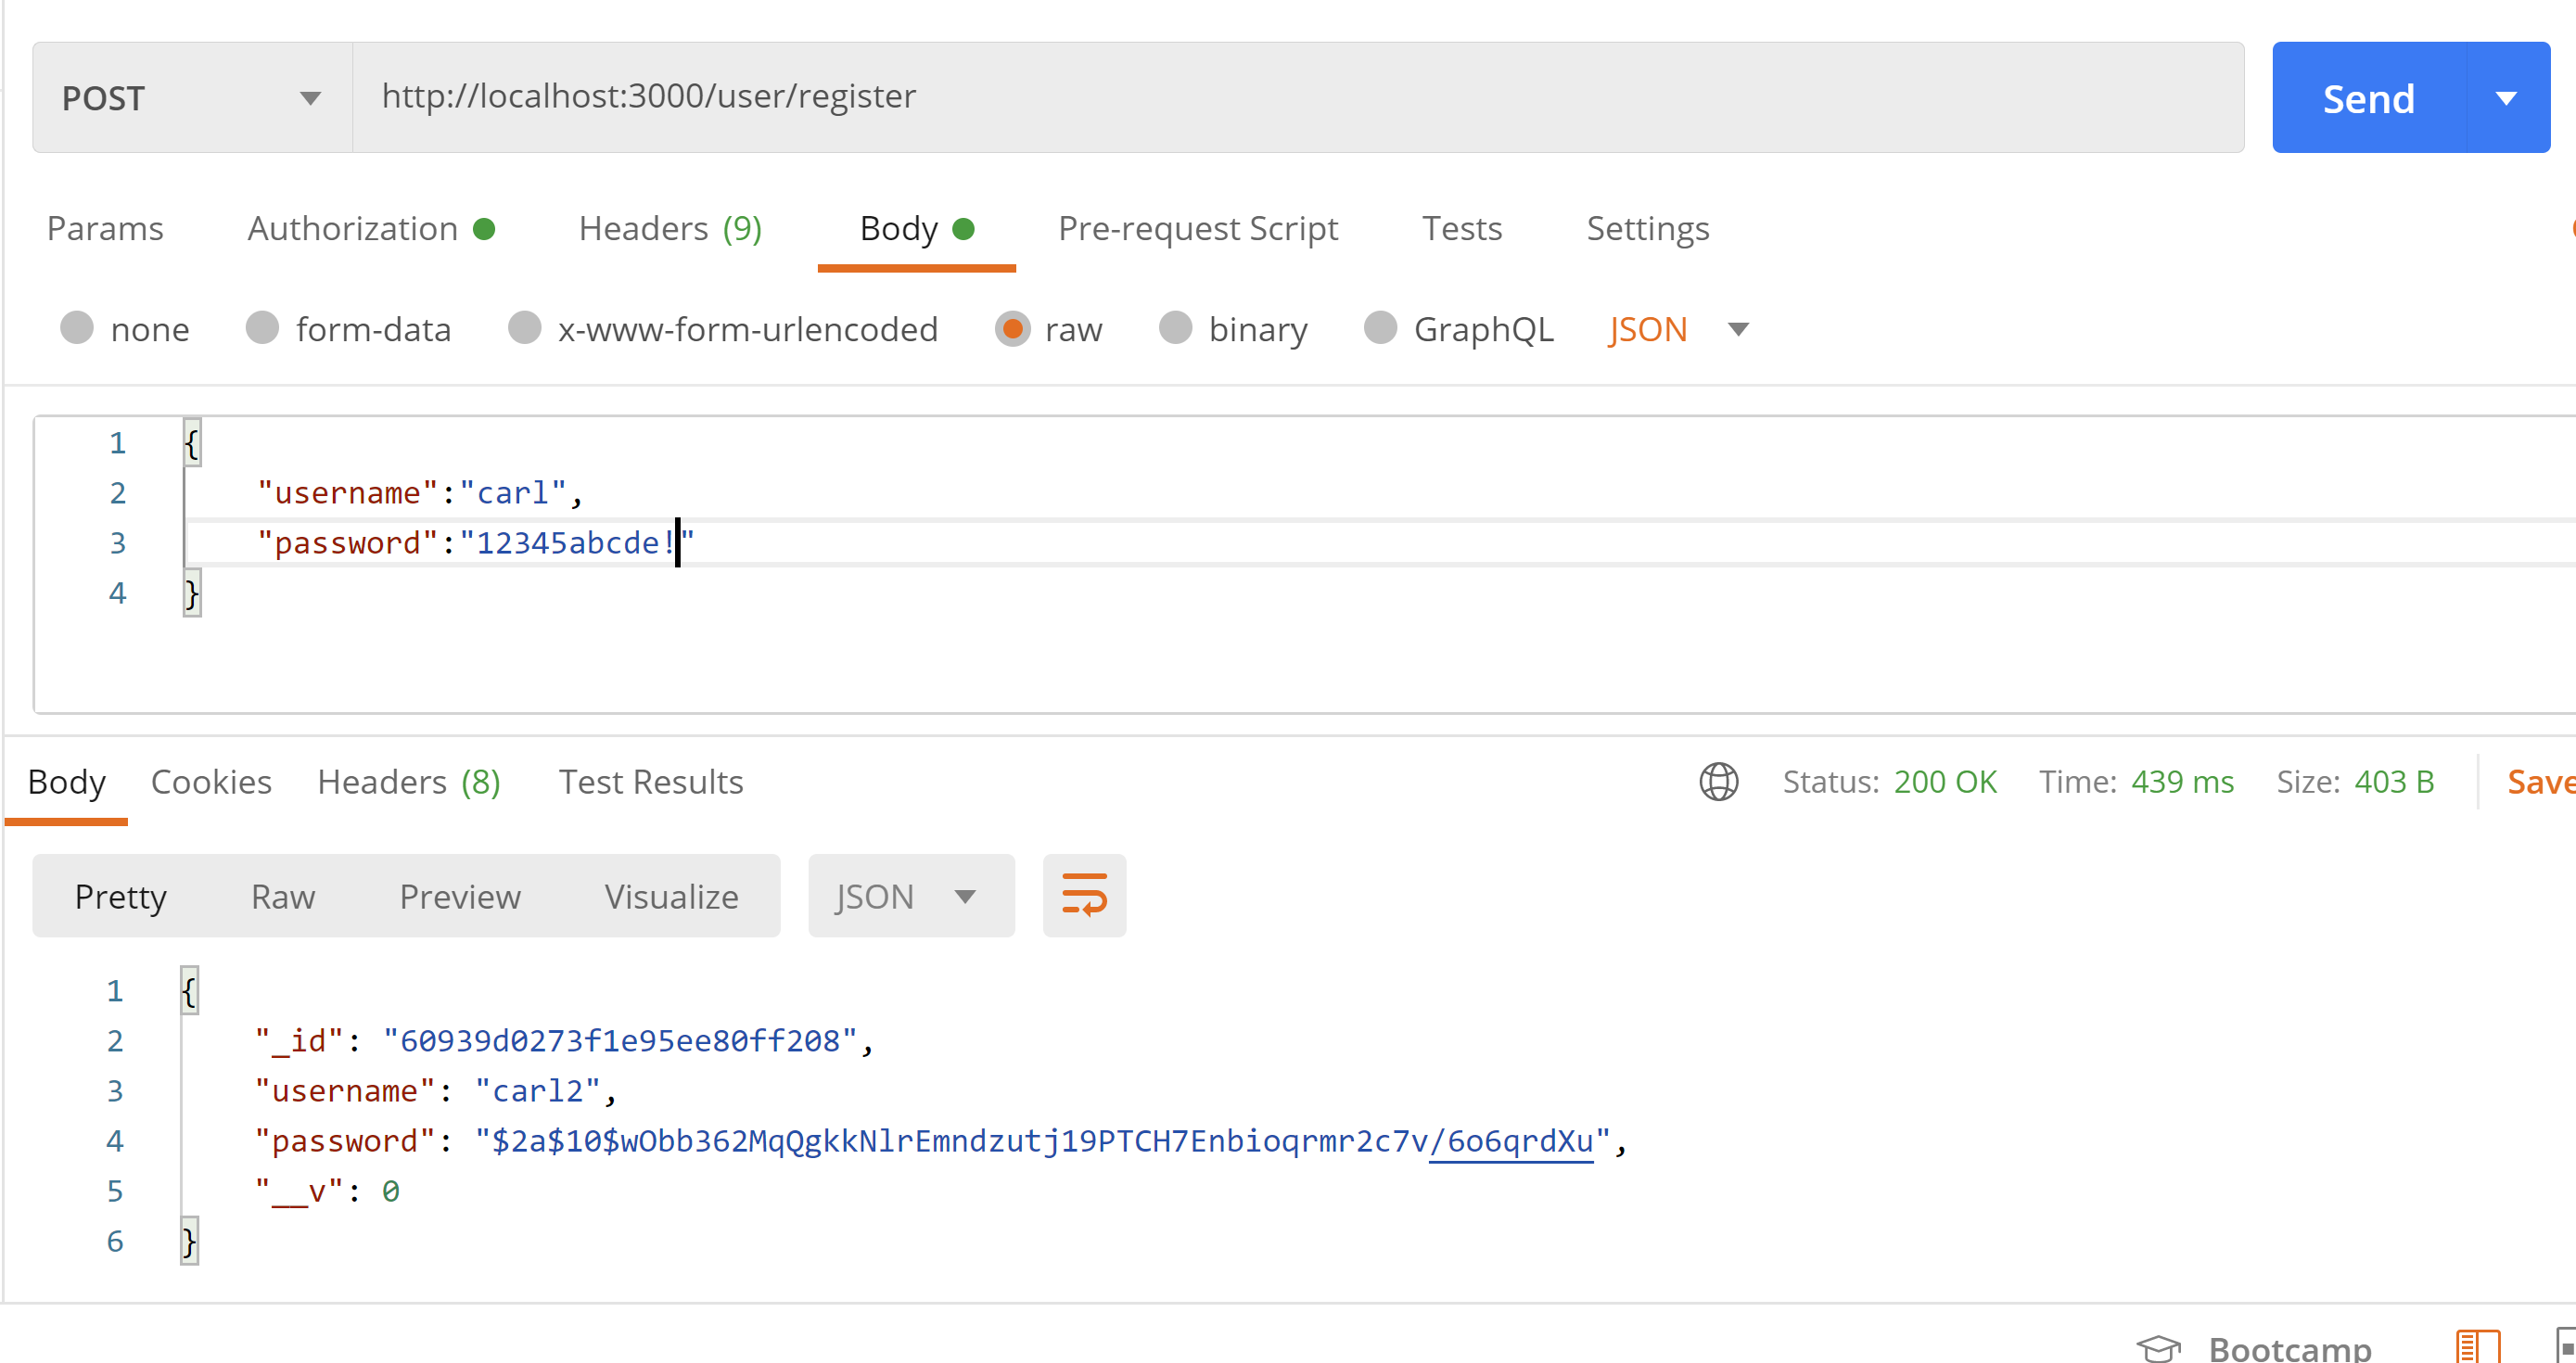 POST http://localhost:3000/user/register Send
Params Authorization Headers (9) Body Pre-request Script Tests Settings
none form-data x-www-form-urlencoded raw binary GraphQL JSON
1 {
2 "username":"carl",
3 "password":"12345abcde!"
4 }
Body Cookies Headers (8) Test Results Status: 200 OK Time: 439 ms Size: 403 B Save
Pretty Raw Preview Visualize JSON
1 {
2 "_id": "60939d0273f1e95ee80ff208",
3 "username": "carl2",
4 "password": "$2a$10$wObb362MqQgkkNlrEmndzutj19PTCH7Enbioqrmr2c7v/6o6qrdXu",
5 "__v": 0
6 }
Bootcamp